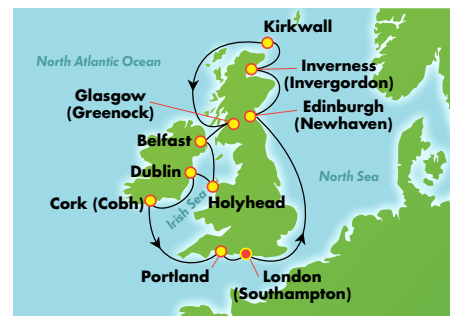 Kirkwall
North Atlantic Ocean
Inverness
(Invergordon)
Glasgow
(Greenock)
Edinburgh
(Newhaven)
Belfast
Dublin
North Sea
Cork (Cobh)
Irish Sea
Holyhead
Portland
London
(Southampton)